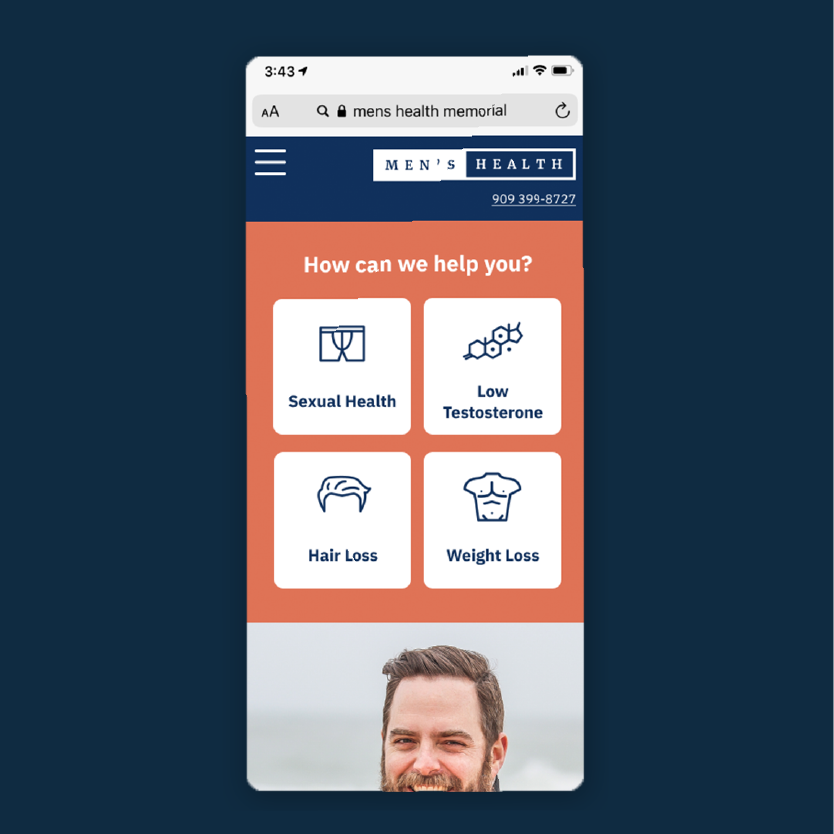 3:43
AA mens health memorial
MEN'S HEALTH
909 399-8727
How can we help you?
Sexual Health
Low
Testosterone
Hair Loss
Weight Loss